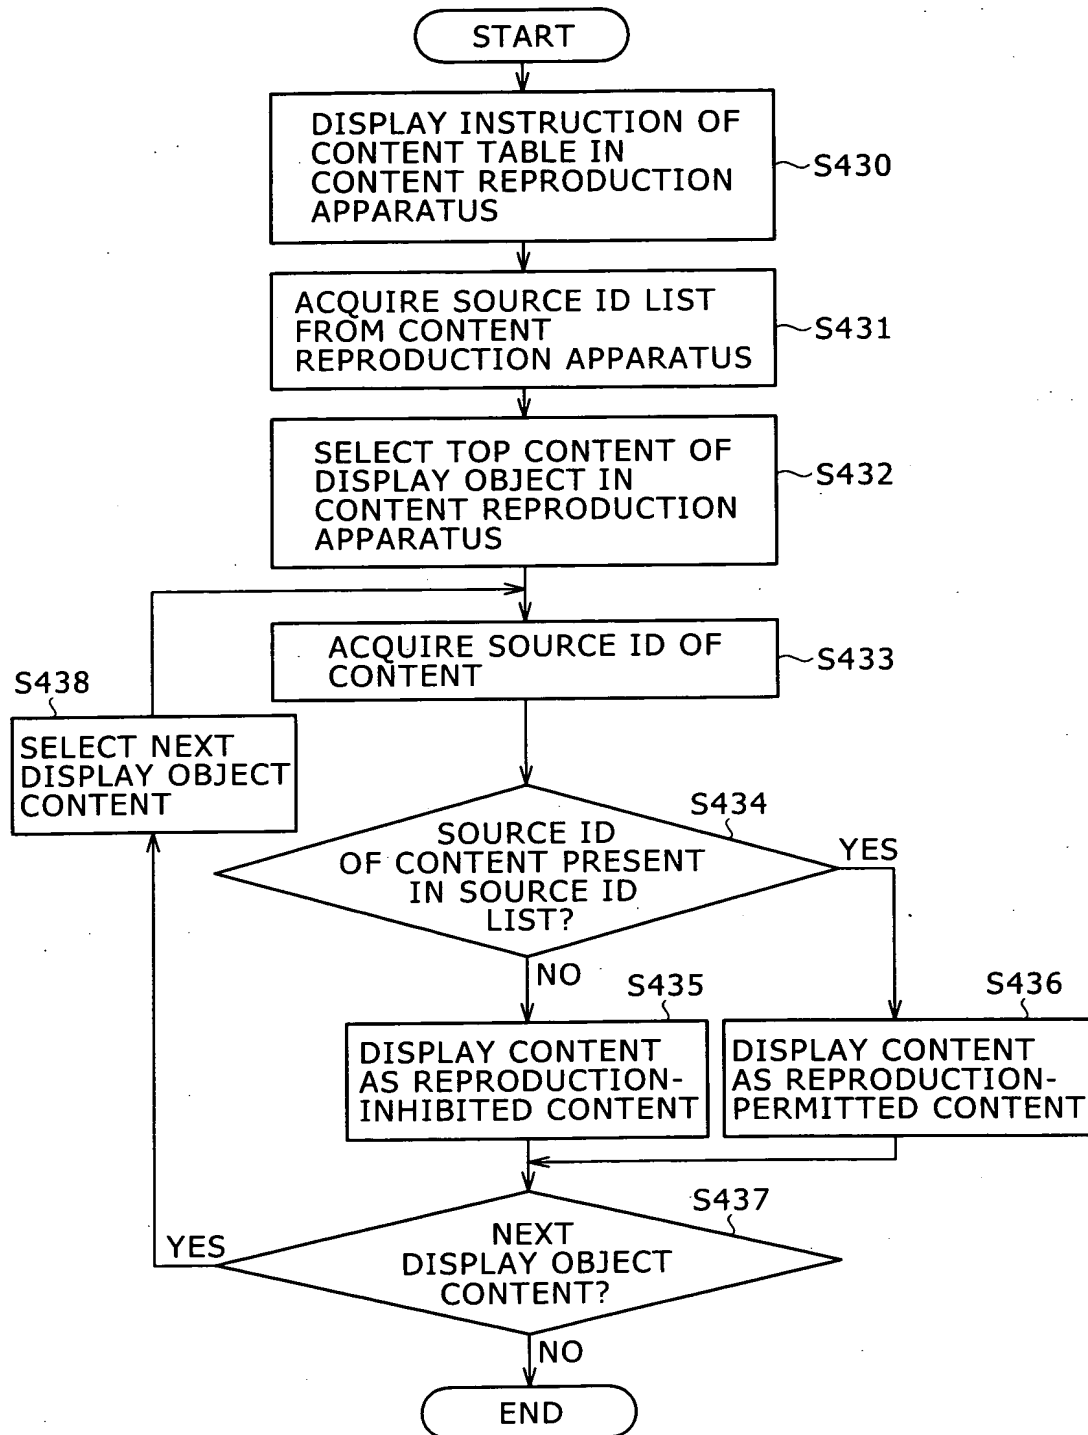 START
DISPLAY INSTRUCTION OF
CONTENT TABLE IN
CONTENT REPRODUCTION
APPARATUS
S430
ACQUIRE SOURCE ID LIST
FROM CONTENT
REPRODUCTION APPARATUS
S431
SELECT TOP CONTENT OF
DISPLAY OBJECT IN
CONTENT REPRODUCTION
APPARATUS
S432
ACQUIRE SOURCE ID OF
CONTENT
S433
S438
SELECT NEXT
DISPLAY OBJECT
CONTENT
S434
SOURCE ID
OF CONTENT PRESENT
IN SOURCE ID
LIST?
YES
NO
S435
DISPLAY CONTENT
AS REPRODUCTION-
INHIBITED CONTENT
S436
DISPLAY CONTENT
AS REPRODUCTION-
PERMITTED CONTENT
S437
NEXT
DISPLAY OBJECT
CONTENT?
YES
NO
END